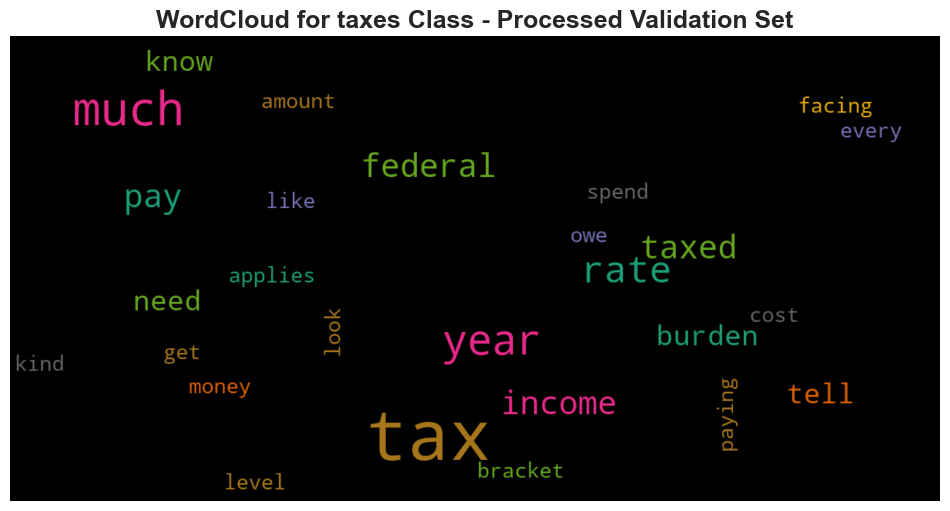 WordCloud for taxes Class - Processed Validation Set
know
much
amount
facing
every
federal
pay
like
spend
owe
taxed
rate
applies
need
look
cost
year
burden
get
kind
money
income
paying
tell
tax
bracket
level